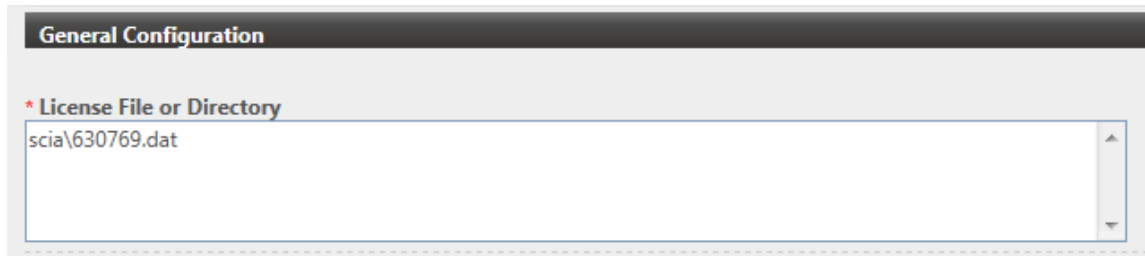 General Configuration
* License File or Directory
scia\630769.dat